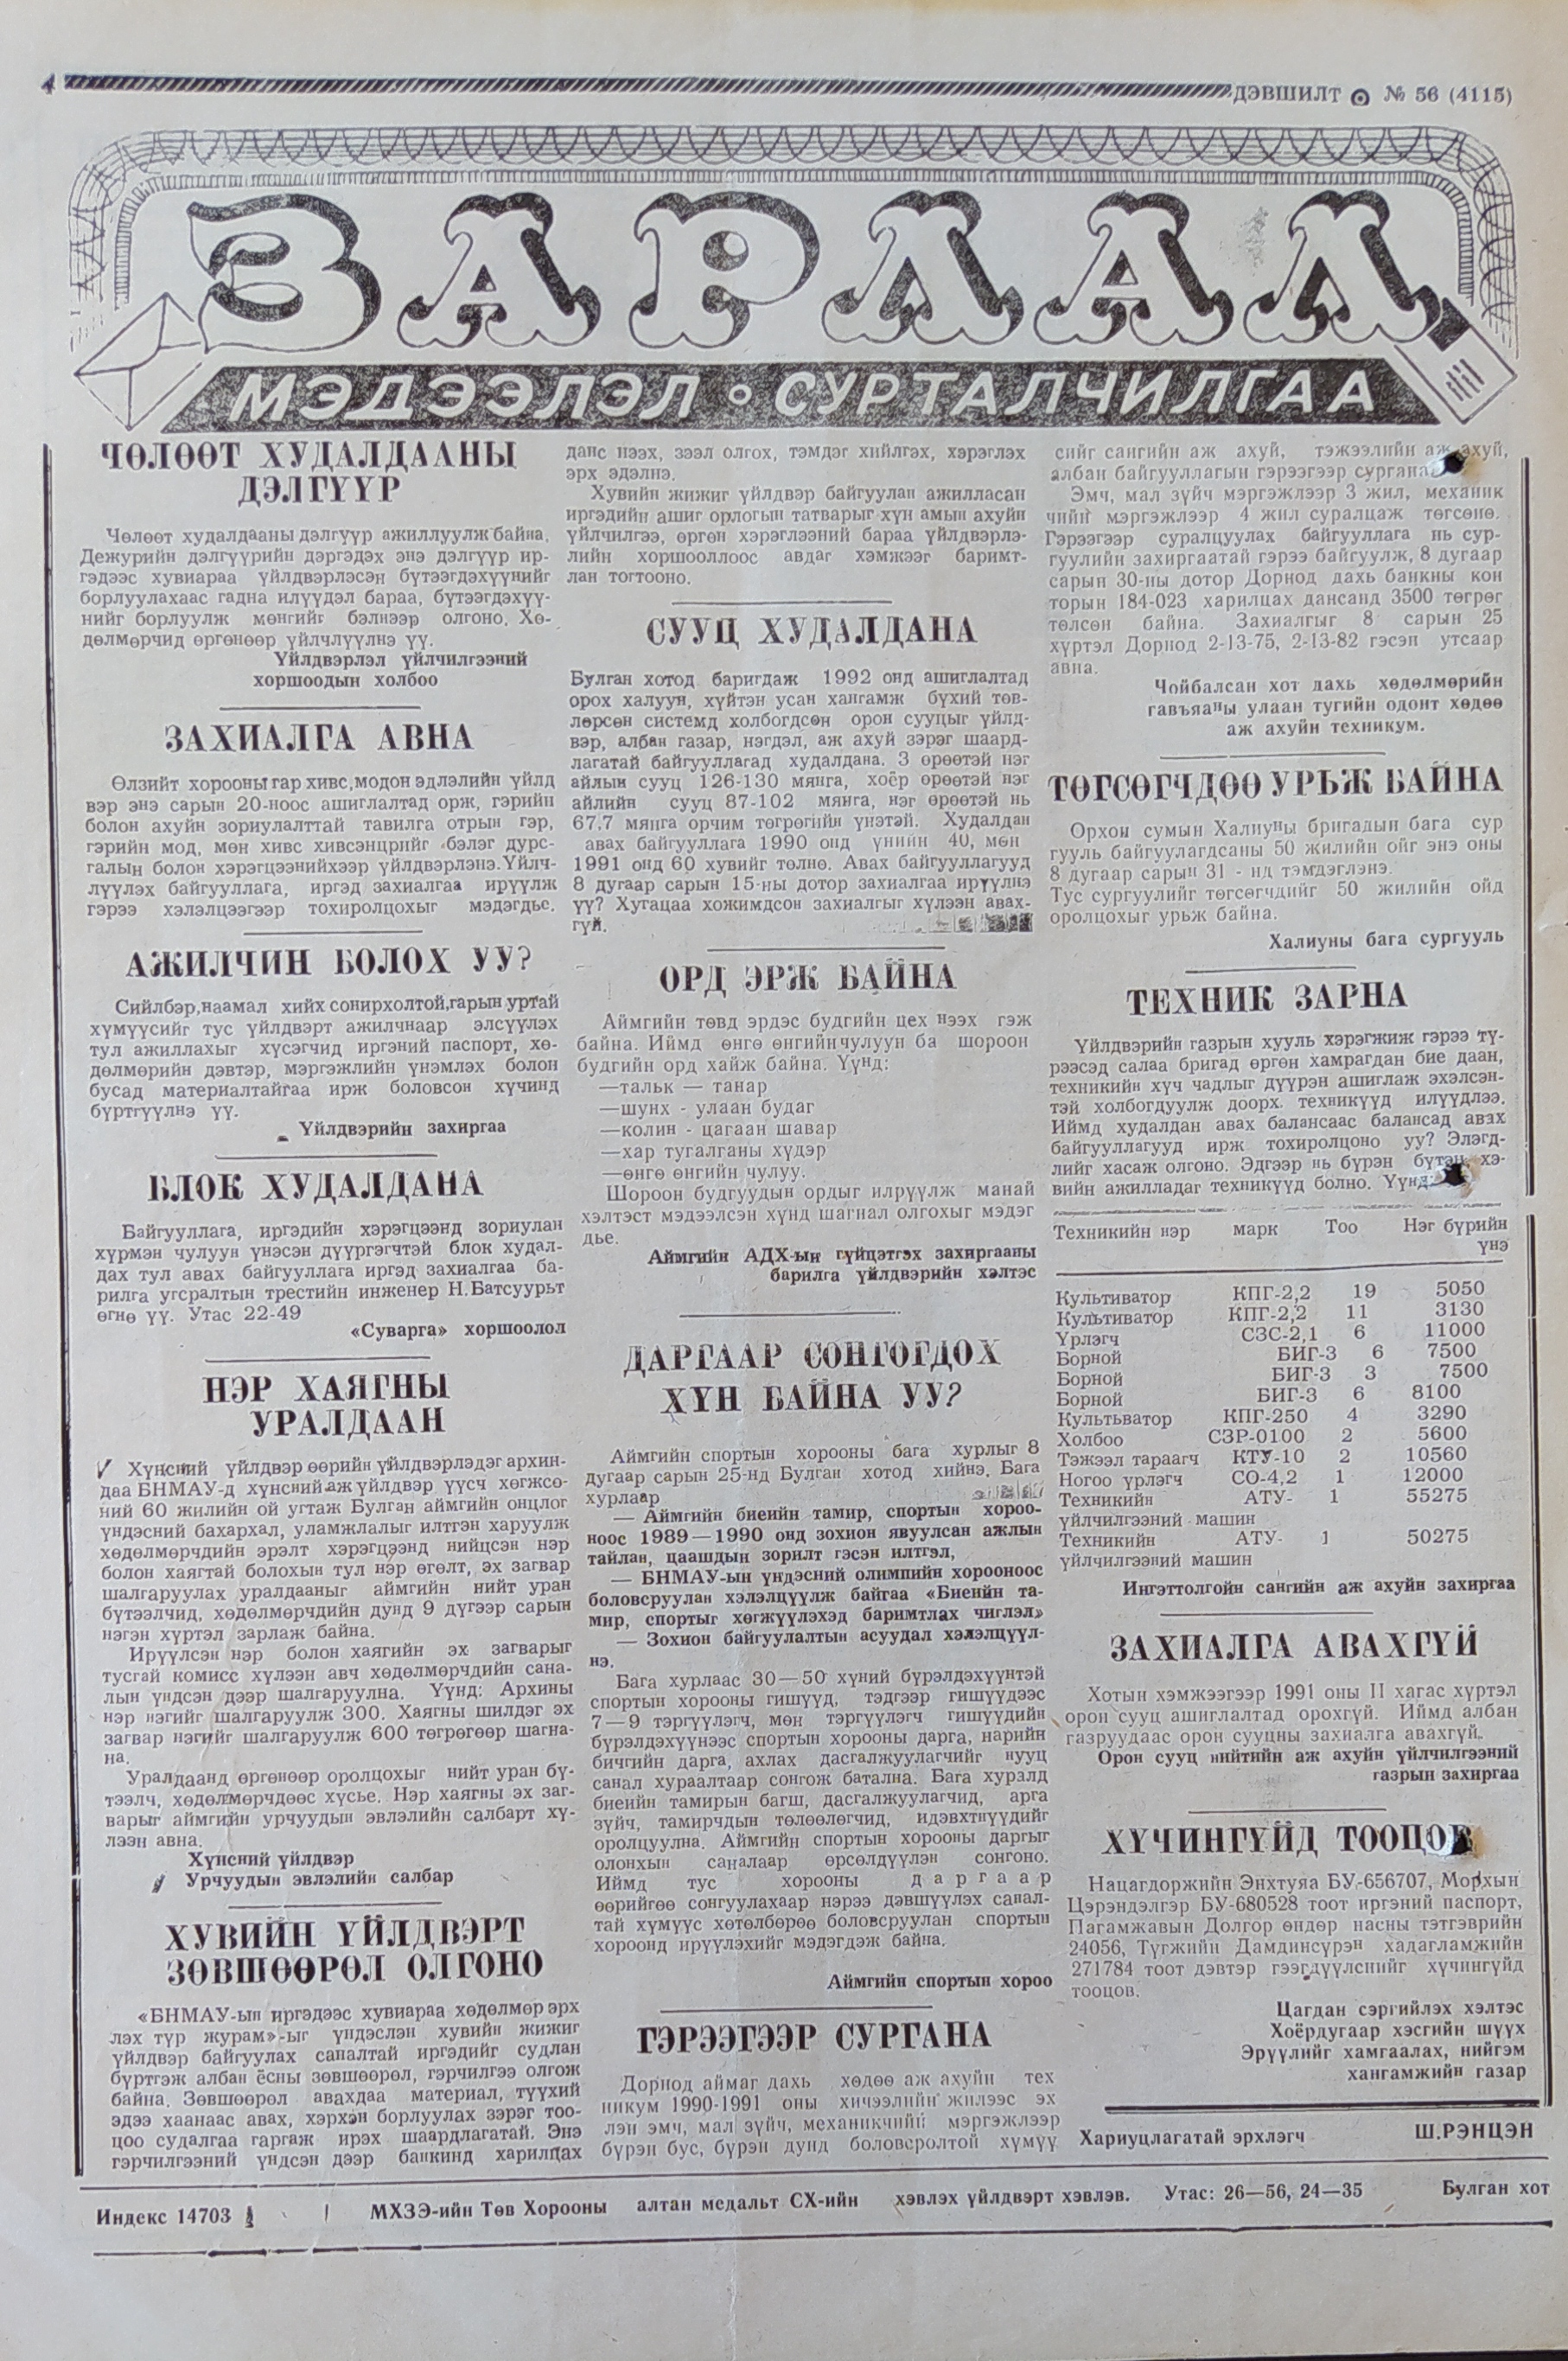 4
ДЭВШИЛТ № 56 (4115)
ЗАРЛАЛ
МЭДЭЭЛЭЛ • СУРТАЛЧИЛГАА
ЧӨЛӨӨТ ХУДАЛДААНЫ
ДЭЛГҮҮР
Чөлөөт худалдааны дэлгүүр ажиллуулж байна.
Дежурийн дэлгүүрийн дэргэдэх энэ дэлгүүр ир-
гэдээс хувиараа үйлдвэрлэсэн бүтээгдэхүүнийг
борлуулахаас гадна илүүдэл бараа, бүтээгдэхүү-
нийг борлуулж мөнгийг бэлнээр олгоно. Хө-
дөлмөрчид өргөнөөр үйлчлүүлнэ үү.
Үйлдвэрлэл үйлчилгээний
хоршоодын холбоо
ЗАХИАЛГА АВНА
Өлзийт хорооны гар хивс, модон эдлэлийн үйлд
вэр энэ сарын 20-ноос ашиглалтад орж, гэрийн
болон ахуйн зориулалттай тавилга отрын гэр,
гэрийн мод, мөн хивс хивсэнцрийг бэлэг дурс-
галын болон хэрэгцээнийхээр үйлдвэрлэнэ. Үйлч-
лүүлэх байгууллага, иргэд захиалгаа ирүүлж
гэрээ хэлэлцээгээр тохиролцохыг мэдэгдье.
АЖИЛЧИН БОЛОХ УУ?
Сийлбэр, наамал хийх сонирхолтой, гарын уртай
хүмүүсийг тус үйлдвэрт ажилчнаар элсүүлэх
тул ажиллахыг хүсэгчид иргэний паспорт, хө-
дөлмөрийн дэвтэр, мэргэжлийн үнэмлэх болон
бусад материалтайгаа ирж боловсон хүчинд
бүртгүүлнэ үү.
Үйлдвэрийн захиргаа
БЛОК ХУДАЛДАНА
Байгууллага, иргэдийн хэрэгцээнд зориулан
хүрмэн чулуун үнэсэн дүүргэгчтэй блок худал-
дах тул авах байгууллага иргэд захиалгаа ба-
рилга угсралтын трестийн инженер Н.Батсуурьт
өгнө үү. Утас 22-49
«Суварга» хоршоолол
НЭР ХАЯГНЫ
УРАЛДААН
Хүнсний үйлдвэр өөрийн үйлдвэрлэдэг архин-
даа БНМАУ-д хүнсний аж үйлдвэр үүсч хөгжсө-
ний 60 жилийн ой угтаж Булган аймгийн онцлог
үндэсний бахархал, уламжлалыг илтгэн харуулж
хөдөлмөрчдийн эрэлт хэрэгцээнд нийцсэн нэр
болон хаягтай болохын тул нэр өгөлт, эх загвар
шалгаруулах уралдааныг аймгийн нийт уран
бүтээлчид, хөдөлмөрчдийн дунд 9 дүгээр сарын
нэгэн хүртэл зарлаж байна.
Ирүүлсэн нэр болон хаягийн эх загварыг
тусгай комисс хүлээн авч хөдөлмөрчдийн сана-
лын үндсэн дээр шалгаруулна. Үүнд: Архины
нэр нэгийг шалгаруулж 300. Хаягны шилдэг эх
загвар нэгийг шалгаруулж 600 төгрөгөөр шагна-
на.
Уралдаанд өргөнөөр оролцохыг нийт уран бү-
тээлч, хөдөлмөрчдөөс хүсье. Нэр хаягны эх заг-
варыг аймгийн урчуудын эвлэлийн салбарт хү-
лээн авна.
Хүнсний үйлдвэр
Урчуудын эвлэлийн салбар
ХУВИЙН ҮЙЛДВЭРТ
ЗӨВШӨӨРӨЛ ОЛГОНО
«БНМАУ-ын иргэдээс хувиараа хөдөлмөр эрх
лэх түр журам»-ыг үндэслэн хувийн жижиг
үйлдвэр байгуулах саналтай иргэдийг судлан
бүртгэж албан ёсны зөвшөөрөл, гэрчилгээ олгож
байна. Зөвшөөрөл авахдаа материал, түүхий
эдээ хаанаас авах, хэрхэн борлуулах зэрэг тоо-
цоо судалгаа гаргаж ирэх шаардлагатай. Энэ
гэрчилгээний үндсэн дээр банкинд харилцах
данс нээх, зээл олгох, тэмдэг хийлгэх, хэрэглэх
эрх эдэлнэ.
Хувийн жижиг үйлдвэр байгуулан ажилласан
иргэдийн ашиг орлогын татварыг хүн амын ахуйн
үйлчилгээ, өргөн хэрэглээний бараа үйлдвэрлэ-
лийн хоршооллоос авдаг хэмжээг баримт-
лан тогтооно.
СУУЦ ХУДАЛДАНА
Булган хотод баригдаж 1992 онд ашиглалтад
орох халуун, хүйтэн усан хангамж бүхий төв-
лөрсөн системд холбогдсөн орон сууцыг үйлд-
вэр, албан газар, нэгдэл, аж ахуй зэрэг шаард-
лагатай байгууллагад худалдана. 3 өрөөтэй нэг
айлын сууц 126-130 мянга, хоёр өрөөтэй нэг
айлийн сууц 87-102 мянга, нэг өрөөтэй нь
67,7 мянга орчим төгрөгийн үнэтэй. Худалдан
авах байгууллага 1990 онд үнийн 40, мөн
1991 онд 60 хувийг төлнө. Авах байгууллагууд
8 дугаар сарын 15-ны дотор захиалгаа ирүүлнэ
үү? Хугацаа хожимдсон захиалгыг хүлээн авах-
гүй.
ОРД ЭРЖ БАЙНА
Аймгийн төвд эрдэс будгийн цех нээх гэж
байна. Иймд өнгө өнгийн чулуун ба шороон
будгийн орд хайж байна. Үүнд:
—тальк — танар
—шунх - улаан будаг
—колин - цагаан шавар
—хар тугалганы хүдэр
—өнгө өнгийн чулуу.
Шороон будгуудын ордыг илрүүлж манай
хэлтэст мэдээлсэн хүнд шагнал олгохыг мэдэг
дье.
Аймгийн АДХ-ын гүйцэтгэх захиргааны
барилга үйлдвэрийн хэлтэс
ДАРГААР СОНГОГДОХ
ХҮН БАЙНА УУ?
Аймгийн спортын хорооны бага хурлыг 8
дугаар сарын 25-нд Булган хотод хийнэ. Бага
хурлаар
— Аймгийн биеийн тамир, спортын хороо-
ноос 1989—1990 онд зохион явуулсан ажлын
тайлан, цаашдын зорилт гэсэн илтгэл,
— БНМАУ-ын үндэсний олимпийн хорооноос
боловсруулан хэлэлцүүлж байгаа «Биеийн та-
мир, спортыг хөгжүүлэхэд баримтлах чиглэл»
— Зохион байгуулалтын асуудал хэлэлцүүл-
нэ.
Бага хурлаас 30—50 хүний бүрэлдэхүүнтэй
спортын хорооны гишүүд, тэдгээр гишүүдээс
7—9 тэргүүлэгч, мөн тэргүүлэгч гишүүдийн
бүрэлдэхүүнээс спортын хорооны дарга, нарийн
бичгийн дарга, ахлах дасгалжуулагчийг нууц
санал хураалтаар сонгож батална. Бага хуралд
биеийн тамирын багш, дасгалжуулагчид, арга
зүйч, тамирчдын төлөөлөгчид, идэвхтнүүдийг
оролцуулна. Аймгийн спортын хорооны даргыг
олонхын саналаар өрсөлдүүлэн сонгоно.
Иймд тус хорооны даргаар
өөрийгөө сонгуулахаар нэрээ дэвшүүлэх санал-
тай хүмүүс хөтөлбөрөө боловсруулан спортын
хороонд ирүүлэхийг мэдэгдэж байна.
Аймгийн спортын хороо
ГЭРЭЭГЭЭР СУРГАНА
Дорнод аймаг дахь хөдөө аж ахуйн тех
никум 1990-1991 оны хичээлийн жилээс эх
лэн эмч, мал зүйч, механикчийн мэргэжлээр
бүрэн бус, бүрэн дунд боловсролтой хүмүү
сийг сангийн аж ахуй, тэжээлийн аж ахуй,
албан байгууллагын гэрээгээр сургана
Эмч, мал зүйч мэргэжлээр 3 жил, механик
чийн мэргэжлээр 4 жил суралцаж төгсөнө.
Гэрээгээр суралцуулах байгууллага нь сур-
гуулийн захиргаатай гэрээ байгуулж, 8 дугаар
сарын 30-ны дотор Дорнод дахь банкны кон
торын 184-023 харилцах дансанд 3500 төгрөг
төлсөн байна. Захиалгыг 8 сарын 25
хүртэл Дорнод 2-13-75, 2-13-82 гэсэн утсаар
авна.
Чойбалсан хот дахь хөдөлмөрийн
гавъяаны улаан тугийн одонт хөдөө
аж ахуйн техникум.
ТӨГСӨГЧДӨӨ УРЬЖ БАЙНА
Орхон сумын Халиуны бригадын бага сур
гууль байгуулагдсаны 50 жилийн ойг энэ оны
8 дугаар сарын 31 - нд тэмдэглэнэ.
Тус сургуулийг төгсөгчдийг 50 жилийн ойд
оролцохыг урьж байна.
Халиуны бага сургууль
ТЕХНИК ЗАРНА
Үйлдвэрийн газрын хууль хэрэгжиж гэрээ тү-
рээсэд салаа бригад өргөн хамрагдан бие даан,
техникийн хүч чадлыг дүүрэн ашиглаж эхэлсэн-
тэй холбогдуулж доорх. техникүүд илүүдлээ.
Иймд худалдан авах балансаас балансад авах
байгууллагууд ирж тохиролцоно уу? Элэгд-
лийг хасаж олгоно. Эдгээр нь бүрэн бүтэн хэ-
вийн ажилладаг техникүүд болно. Үүнд:
Техникийн нэр марк Тоо Нэг бүрийн
үнэ
Культиватор КПГ-2,2 19 5050
Культиватор КПГ-2,2 11 3130
Үрлэгч СЗС-2,1 6 11000
Борной БИГ-3 6 7500
Борной БИГ-3 3 7500
Борной БИГ-3 6 8100
Культьватор КПГ-250 4 3290
Холбоо СЗР-0100 2 5600
Тэжээл тараагч КТУ-10 2 10560
Ногоо үрлэгч СО-4,2 1 12000
Техникийн АТУ- 1 55275
үйлчилгээний машин
Техникийн АТУ- 1 50275
үйлчилгээний машин
Ингэттолгойн сангийн аж ахуйн захиргаа
ЗАХИАЛГА АВАХГҮЙ
Хотын хэмжээгээр 1991 оны II хагас хүртэл
орон сууц ашиглалтад орохгүй. Иймд албан
газруудаас орон сууцны захиалга авахгүй.
Орон сууц нийтийн аж ахуйн үйлчилгээний
газрын захиргаа
ХҮЧИНГҮЙД ТООЦОВ
Нацагдоржийн Энхтуяа БУ-656707,Морхын
Цэрэндэлгэр БУ-680528 тоот иргэний паспорт,
Пагамжавын Долгор өндөр насны тэтгэврийн
24056, Түгжийн Дамдинсүрэн хадагламжийн
271784 тоот дэвтэр гээгдүүлснийг хүчингүйд
тооцов.
Цагдан сэргийлэх хэлтэс
Хоёрдугаар хэсгийн шүүх
Эрүүлийг хамгаалах, нийгэм
хангамжийн газар
Хариуцлагатай эрхлэгч Ш.РЭНЦЭН
Индекс 14703 МХЗЭ-ийн Төв Хорооны алтан медальт СХ-ийн хэвлэх үйлдвэрт хэвлэв. Утас: 26—56, 24—35 Булган хот